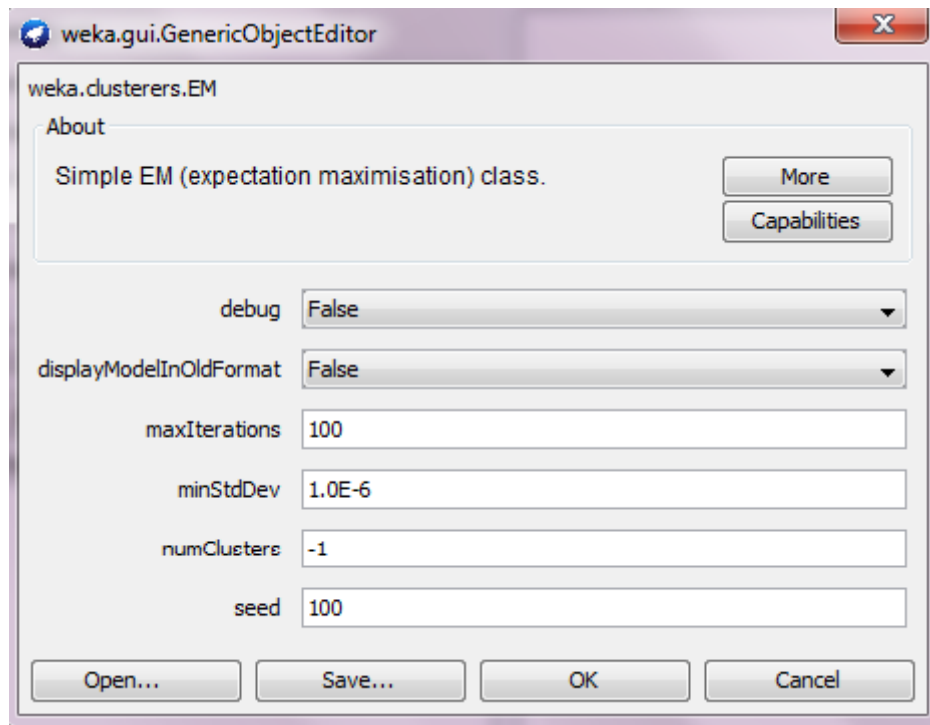 weka.gui.GenericObjectEditor
X
weka.clusterers.EM
About
Simple EM (expectation maximisation) class.
More
Capabilities
debug False
displayModelInOldFormat False
maxIterations 100
minStdDev 1.0E-6
numClusters -1
seed 100
Open... Save... OK Cancel